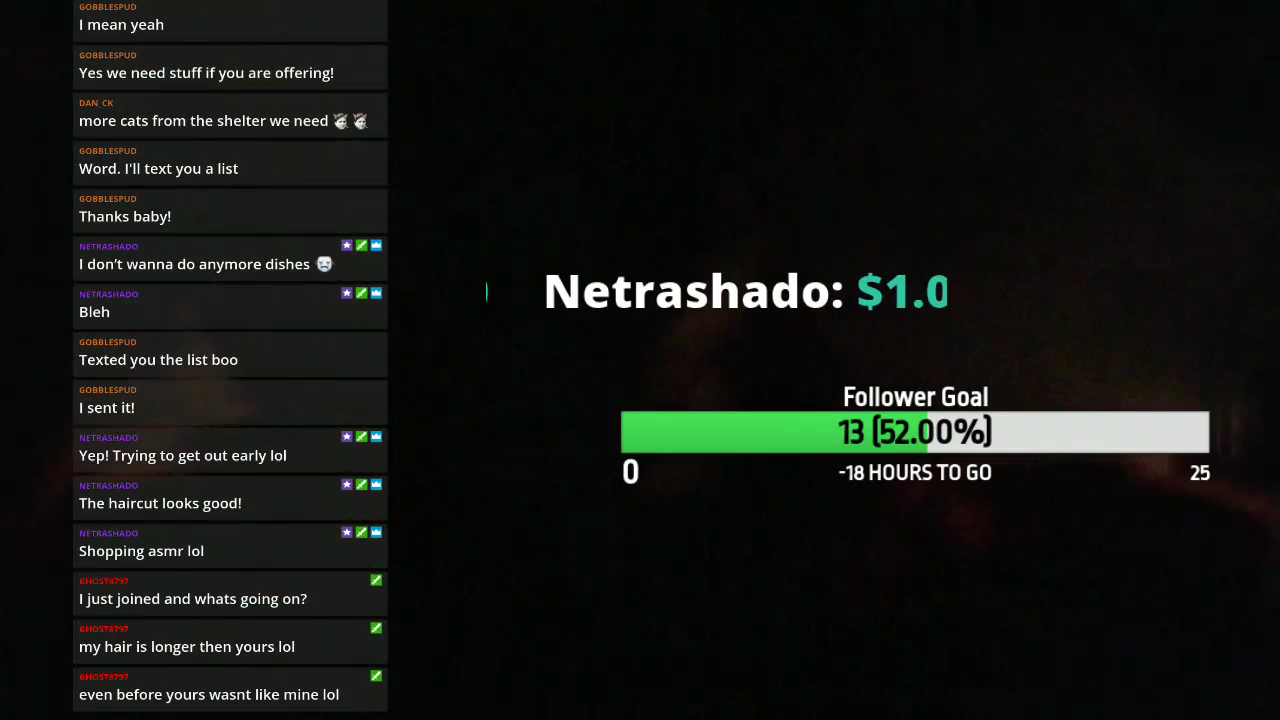 GOBBLESPUD
I mean yeah
GOBBLESPUD
Yes we need stuff if you are offering!
DAN_CK
more cats from the shelter we need
GOBBLESPUD
Word. I'll text you a list
GOBBLESPUD
Thanks baby!
NETRASHADO
I don't wanna do anymore dishes
NETRASHADO
Bleh
GOBBLESPUD
Texted you the list boo
GOBBLESPUD
I sent it!
NETRASHADO
Yep! Trying to get out early lol
NETRASHADO
The haircut looks good!
NETRASHADO
Shopping asmr lol
GHOST8797
I just joined and whats going on?
GHOST8797
my hair is longer then yours lol
GHOST8797
even before yours wasnt like mine lol
Netrashado: $1.0
Follower Goal
13 (52.00%)
0 -18 HOURS TO GO 25